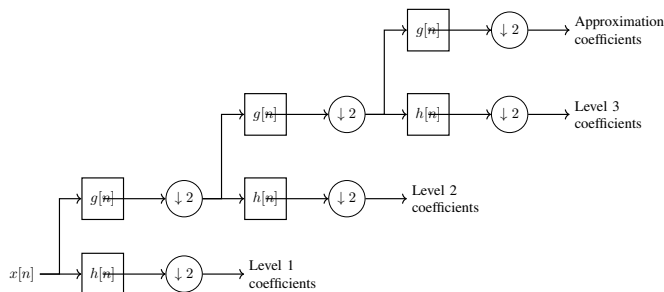 g[n]
↓ 2
Approximation
coefficients
g[n]
↓ 2
h[n]
↓ 2
Level 3
coefficients
g[n]
↓ 2
h[n]
↓ 2
Level 2
coefficients
x[n]
h[n]
↓ 2
Level 1
coefficients